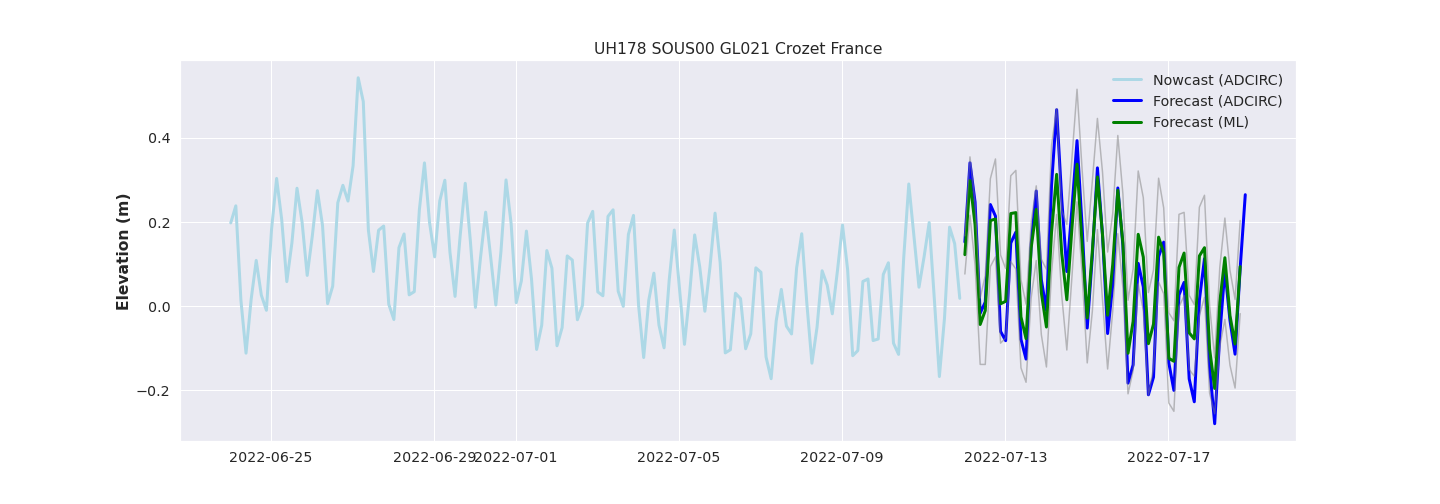 UH178 SOUS00 GL021 Crozet France
Nowcast (ADCIRC)
Forecast (ADCIRC)
Forecast (ML)
Elevation (m)
0.4
0.2
0.0
−0.2
2022-06-25 2022-06-29 2022-07-01 2022-07-05 2022-07-09 2022-07-13 2022-07-17